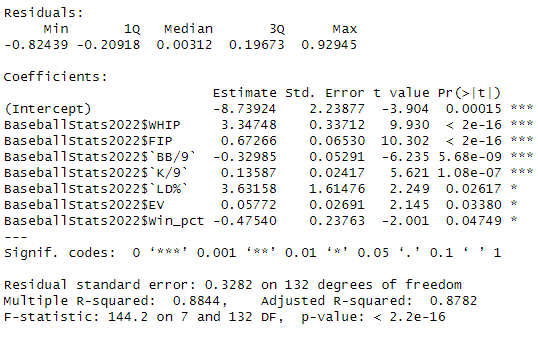 Residuals:
     Min       1Q   Median       3Q      Max
-0.82439 -0.20918  0.00312  0.19673  0.92945
Coefficients:
                         Estimate Std. Error t value Pr(>|t|)
(Intercept)              -8.73924    2.23877  -3.904  0.00015 ***
BaseballStats2022$WHIP    3.34748    0.33712   9.930  < 2e-16 ***
BaseballStats2022$FIP     0.67266    0.06530  10.302  < 2e-16 ***
BaseballStats2022$`BB/9` -0.32985    0.05291  -6.235 5.68e-09 ***
BaseballStats2022$`K/9`   0.13587    0.02417   5.621 1.08e-07 ***
BaseballStats2022$`LD%`   3.63158    1.61476   2.249  0.02617 *
BaseballStats2022$EV      0.05772    0.02691   2.145  0.03380 *
BaseballStats2022$Win_pct -0.47540    0.23763  -2.001  0.04749 *
---
Signif. codes:  0 ‘***’ 0.001 ‘**’ 0.01 ‘*’ 0.05 ‘.’ 0.1 ‘ ’ 1
Residual standard error: 0.3282 on 132 degrees of freedom
Multiple R-squared:  0.8844,    Adjusted R-squared:  0.8782
F-statistic: 144.2 on 7 and 132 DF,  p-value: < 2.2e-16